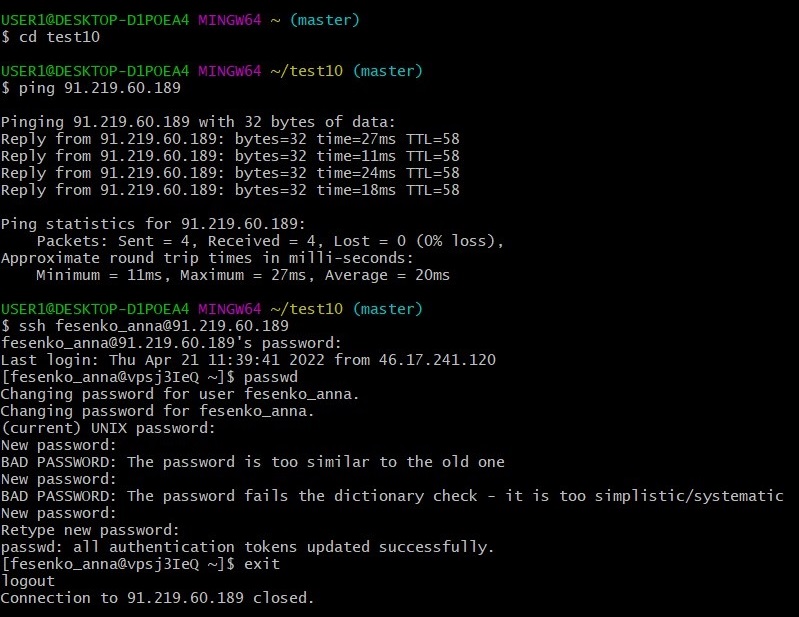 USER1@DESKTOP-D1POEA4 MINGW64 ~ (master)
$ cd test10
USER1@DESKTOP-D1POEA4 MINGW64 ~/test10 (master)
$ ping 91.219.60.189
Pinging 91.219.60.189 with 32 bytes of data:
Reply from 91.219.60.189: bytes=32 time=27ms TTL=58
Reply from 91.219.60.189: bytes=32 time=11ms TTL=58
Reply from 91.219.60.189: bytes=32 time=24ms TTL=58
Reply from 91.219.60.189: bytes=32 time=18ms TTL=58
Ping statistics for 91.219.60.189:
    Packets: Sent = 4, Received = 4, Lost = 0 (0% loss),
Approximate round trip times in milli-seconds:
    Minimum = 11ms, Maximum = 27ms, Average = 20ms
USER1@DESKTOP-D1POEA4 MINGW64 ~/test10 (master)
$ ssh fesenko_anna@91.219.60.189
fesenko_anna@91.219.60.189's password:
Last login: Thu Apr 21 11:39:41 2022 from 46.17.241.120
[fesenko_anna@vpsj3IeQ ~]$ passwd
Changing password for user fesenko_anna.
Changing password for fesenko_anna.
(current) UNIX password:
New password:
BAD PASSWORD: The password is too similar to the old one
New password:
BAD PASSWORD: The password fails the dictionary check - it is too simplistic/systematic
New password:
Retype new password:
passwd: all authentication tokens updated successfully.
[fesenko_anna@vpsj3IeQ ~]$ exit
logout
Connection to 91.219.60.189 closed.